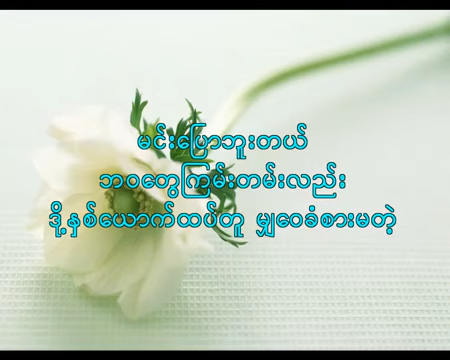 မင်းပြောဘူးတယ်
ဘဝတွေကြမ်းတမ်းလည်း
ဒို့နှစ်ယောက်ထပ်တူ မျှဝေခံစားမတဲ့